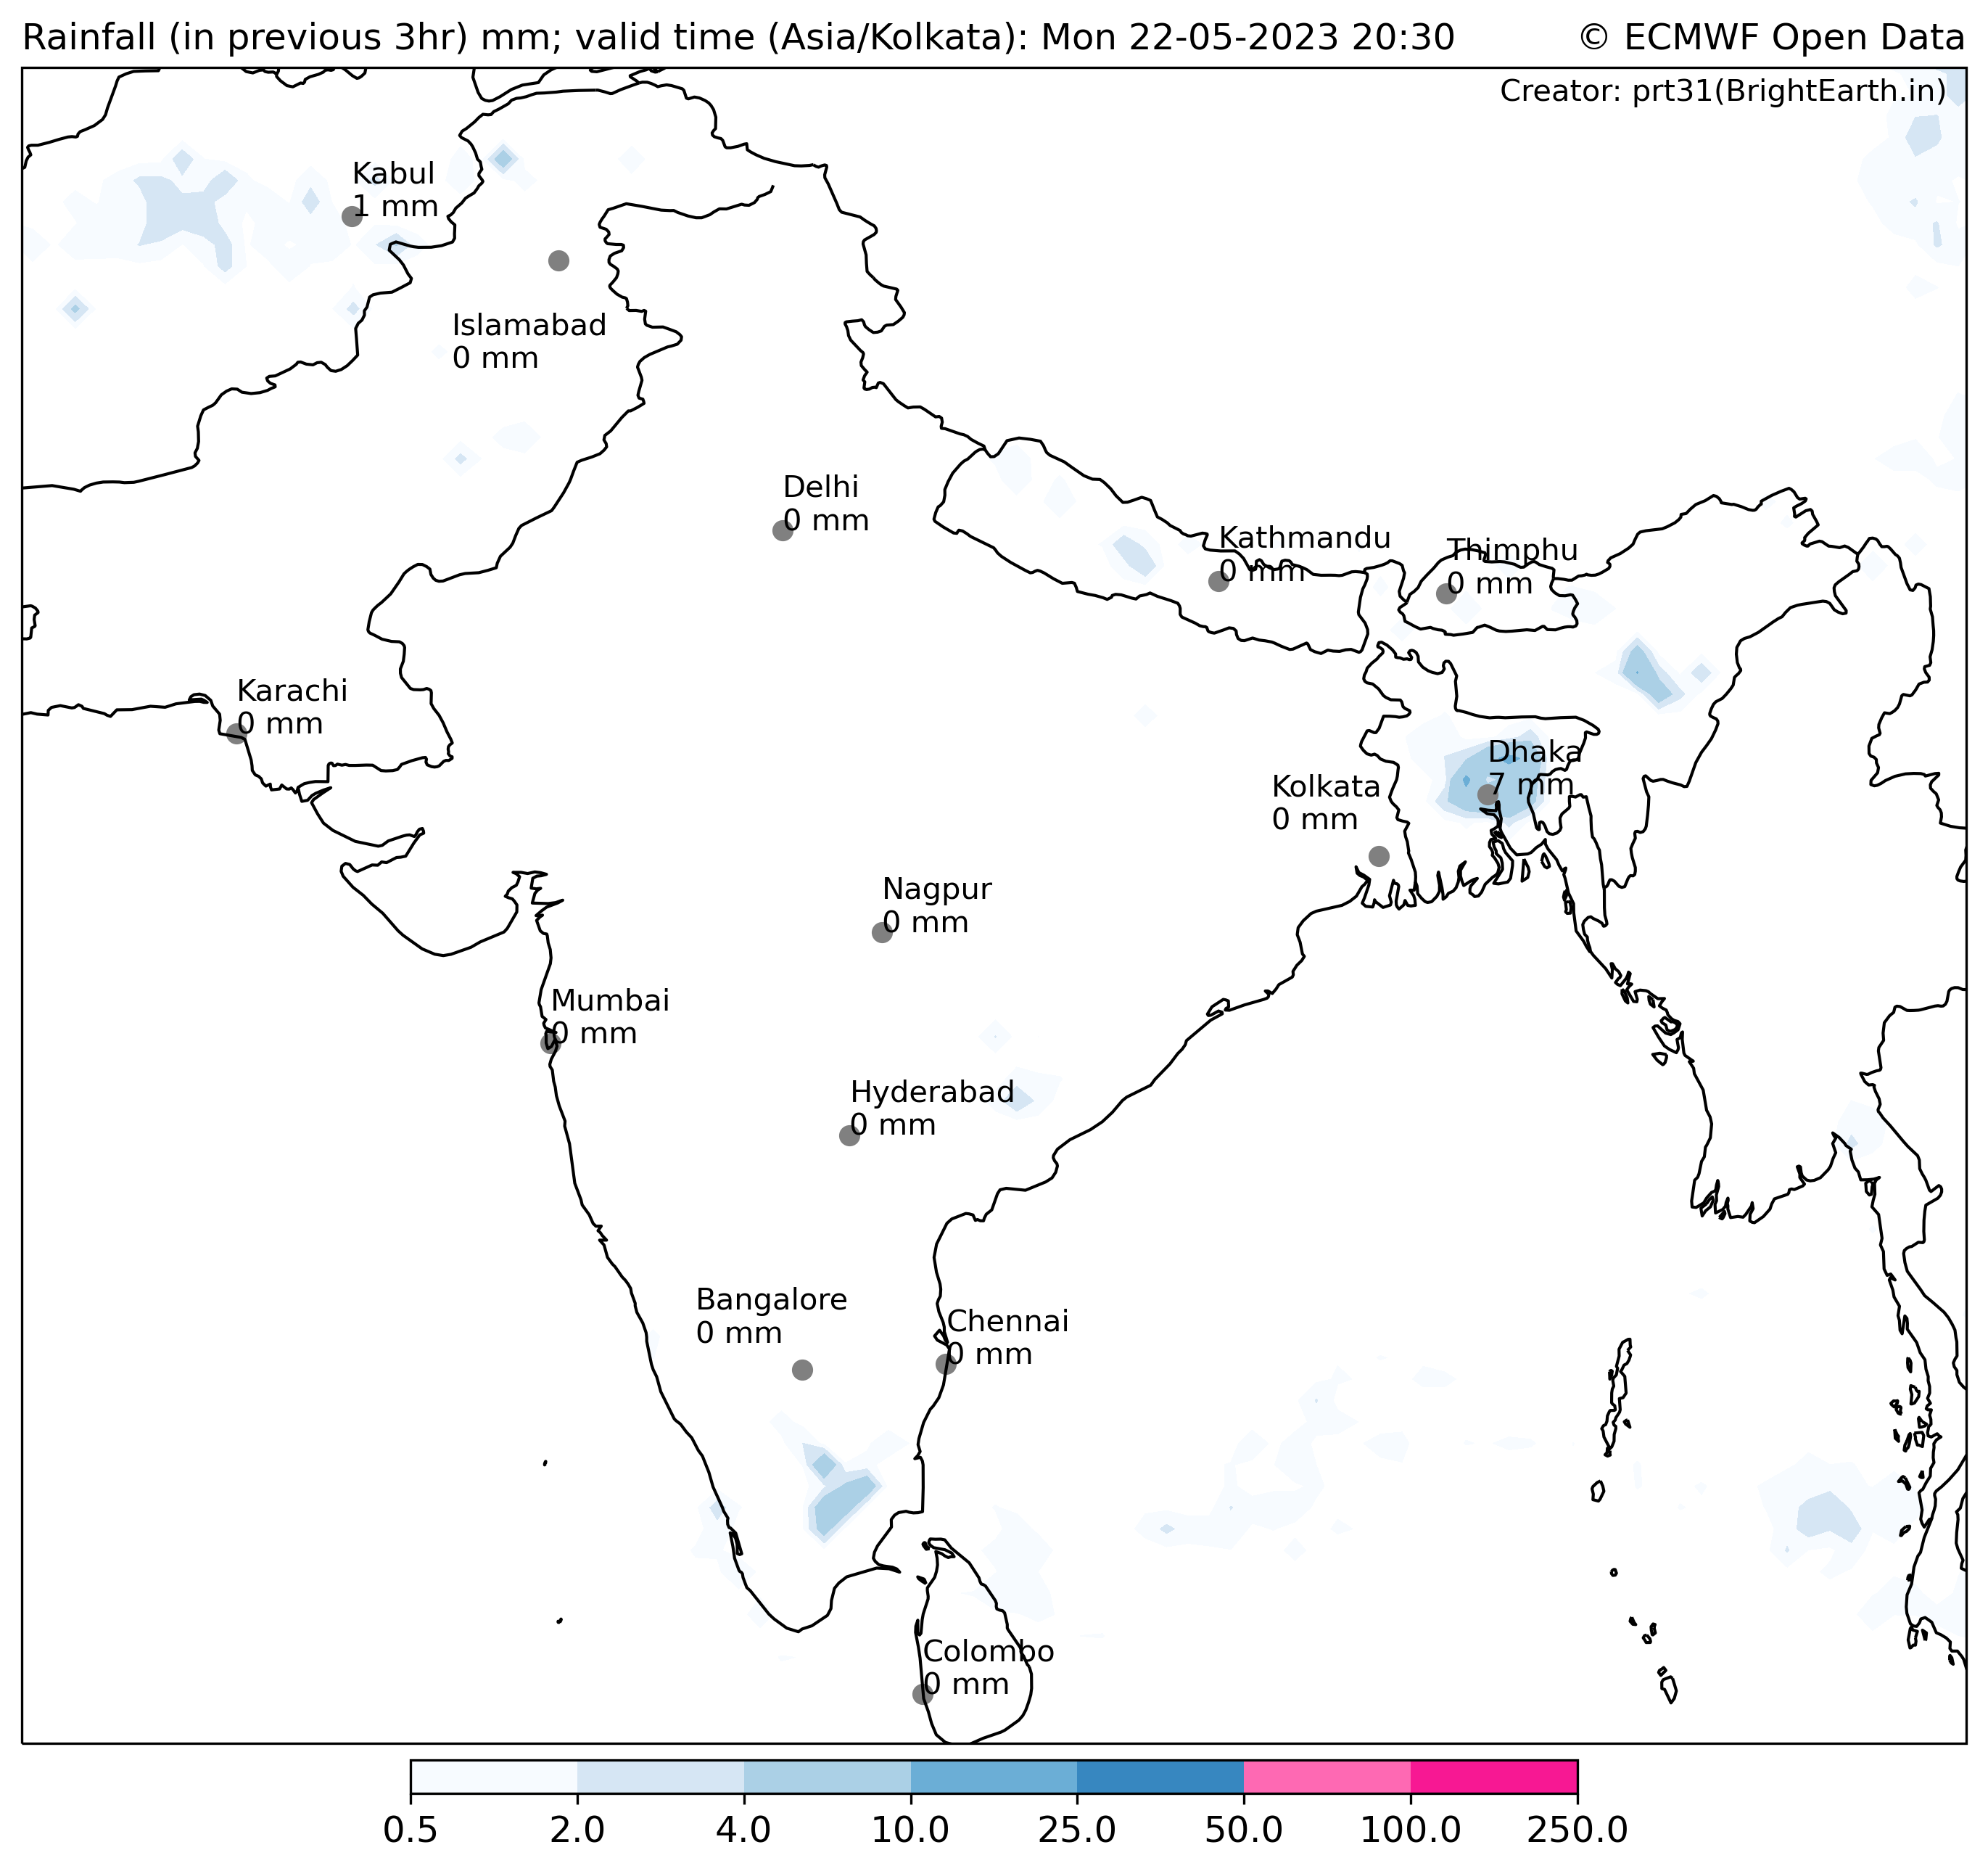 Rainfall (in previous 3hr) mm; valid time (Asia/Kolkata): Mon 22-05-2023 20:30
© ECMWF Open Data
Creator: prt31(BrightEarth.in)
Kabul
1 mm
Islamabad
0 mm
Delhi
0 mm
Kathmandu
0 mm
Thimphu
0 mm
Karachi
0 mm
Dhaka
7 mm
Kolkata
0 mm
Nagpur
0 mm
Mumbai
0 mm
Hyderabad
0 mm
Bangalore
0 mm
Chennai
0 mm
Colombo
0 mm
0.5 2.0 4.0 10.0 25.0 50.0 100.0 250.0